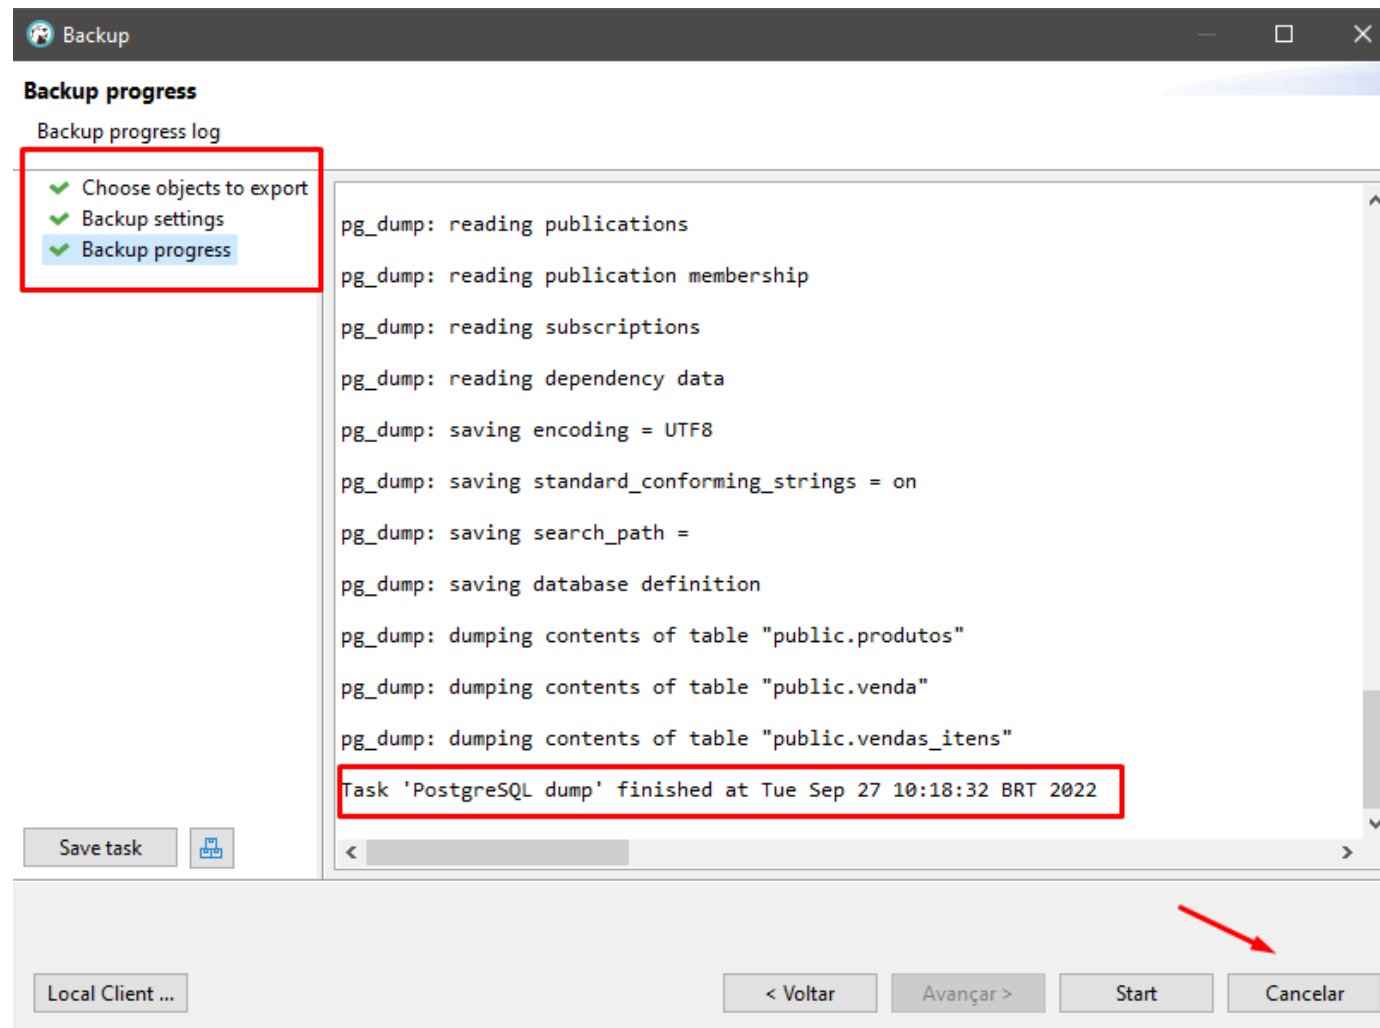 Backup
Backup progress
Backup progress log
Choose objects to export
Backup settings
Backup progress
pg_dump: reading publications
pg_dump: reading publication membership
pg_dump: reading subscriptions
pg_dump: reading dependency data
pg_dump: saving encoding = UTF8
pg_dump: saving standard_conforming_strings = on
pg_dump: saving search_path =
pg_dump: saving database definition
pg_dump: dumping contents of table "public.produtos"
pg_dump: dumping contents of table "public.venda"
pg_dump: dumping contents of table "public.vendas_itens"
Task 'PostgreSQL dump' finished at Tue Sep 27 10:18:32 BRT 2022
Save task
Local Client ...
< Voltar
Avançar >
Start
Cancelar